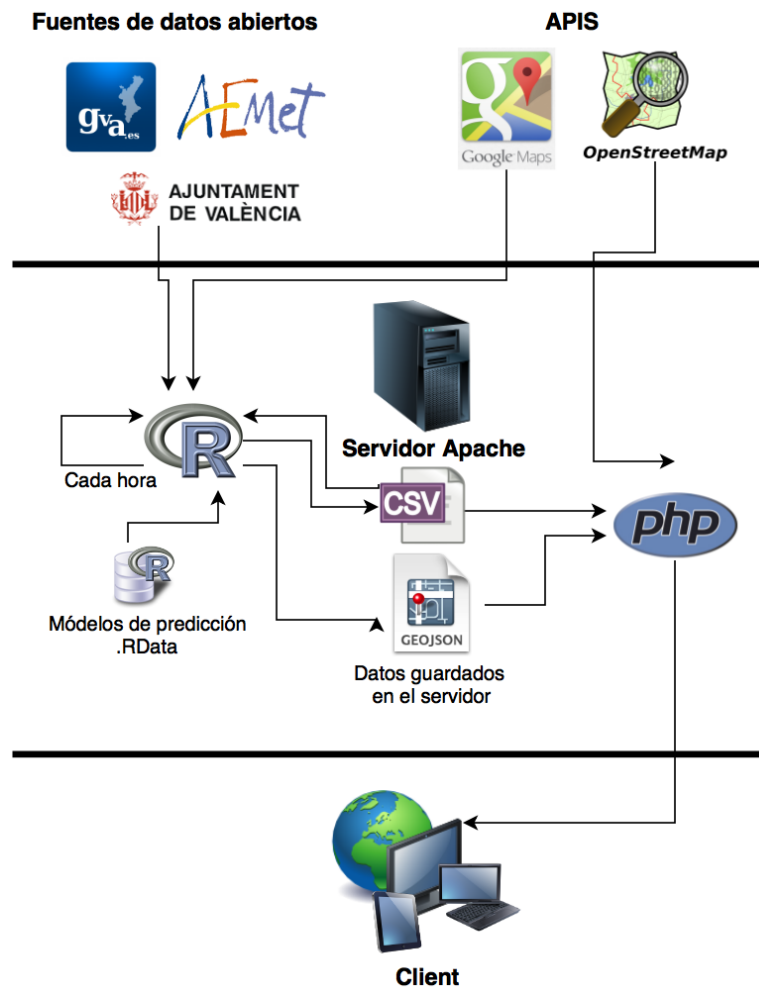 Fuentes de datos abiertos
APIS
gva
.es
AEmet
Google Maps
OpenStreetMap
AJUNTAMENT
DE VALÈNCIA
Servidor Apache
R
Cada hora
CSV
php
R
Módelos de predicción
.RData
GEOJSON
Datos guardados
en el servidor
Client